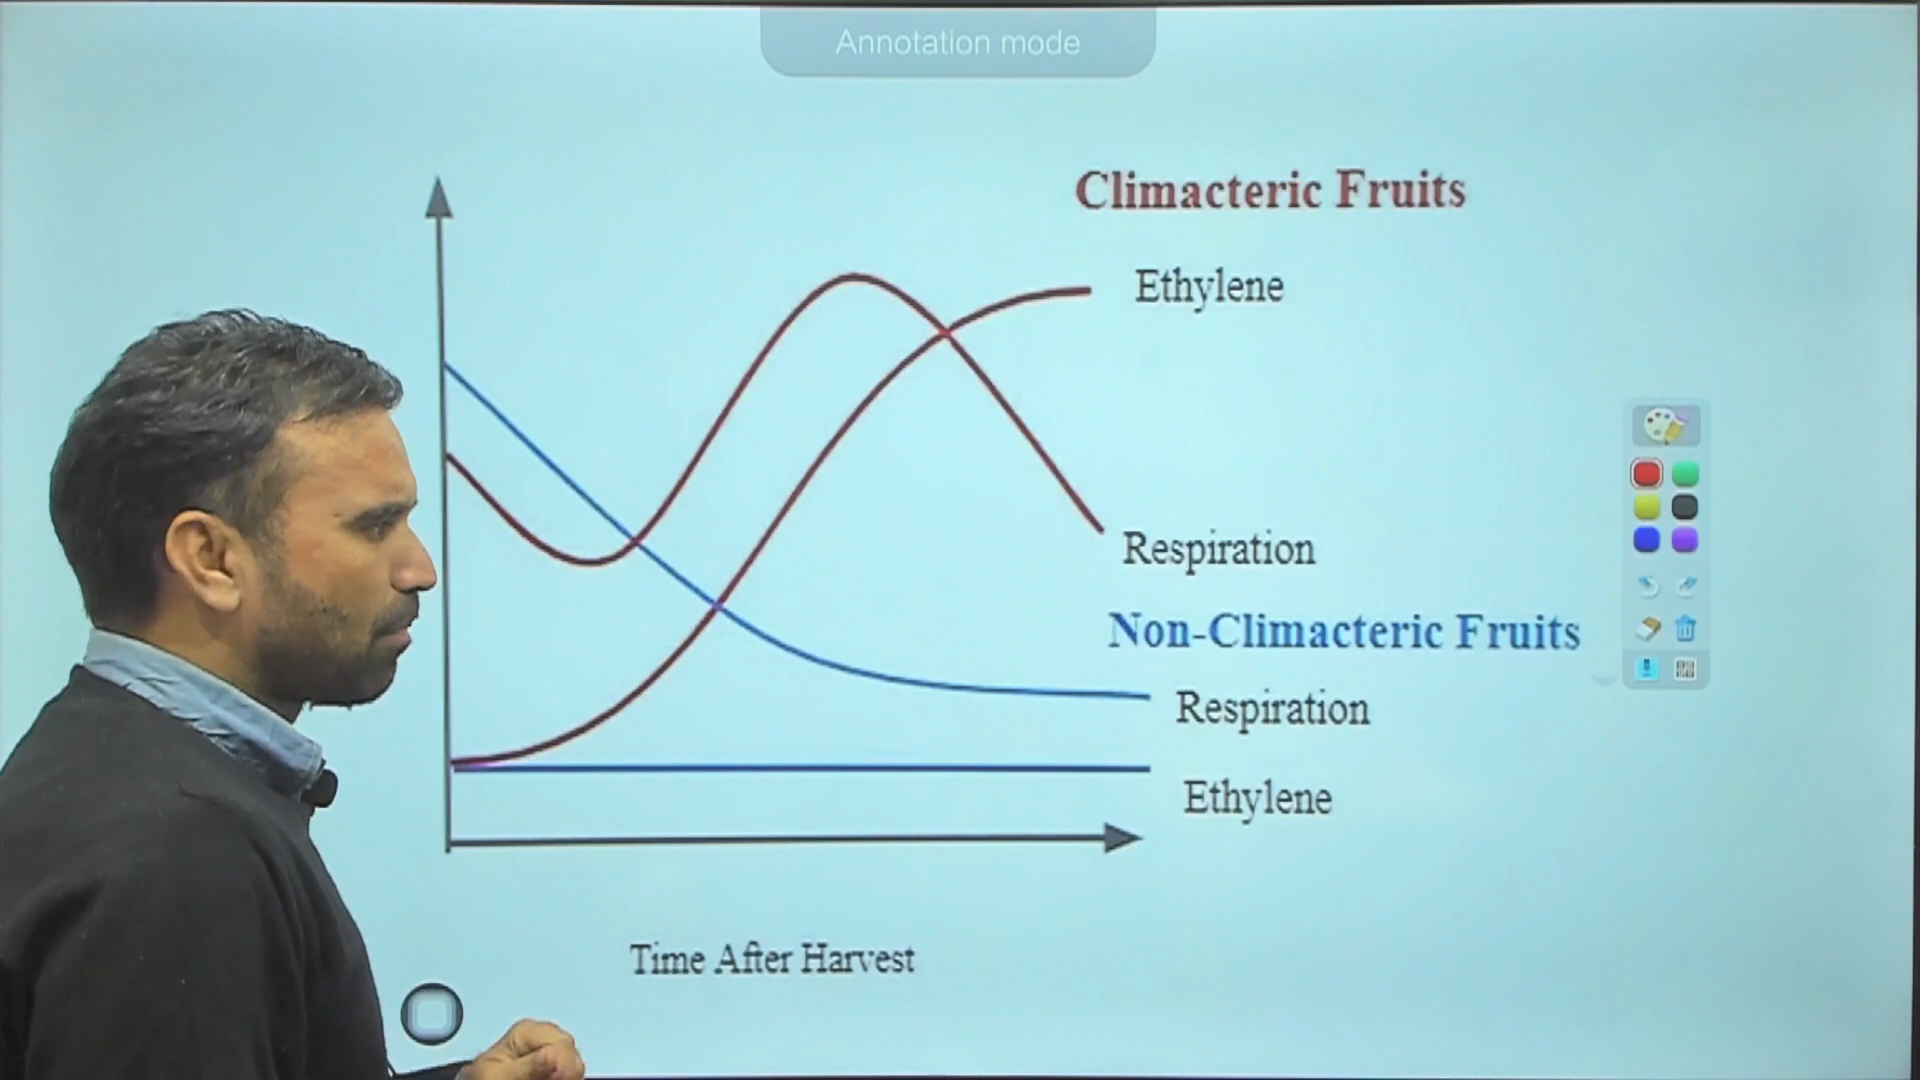 Annotation mode
Climacteric Fruits
Ethylene
Respiration
Non-Climacteric Fruits
Respiration
Ethylene
Time After Harvest